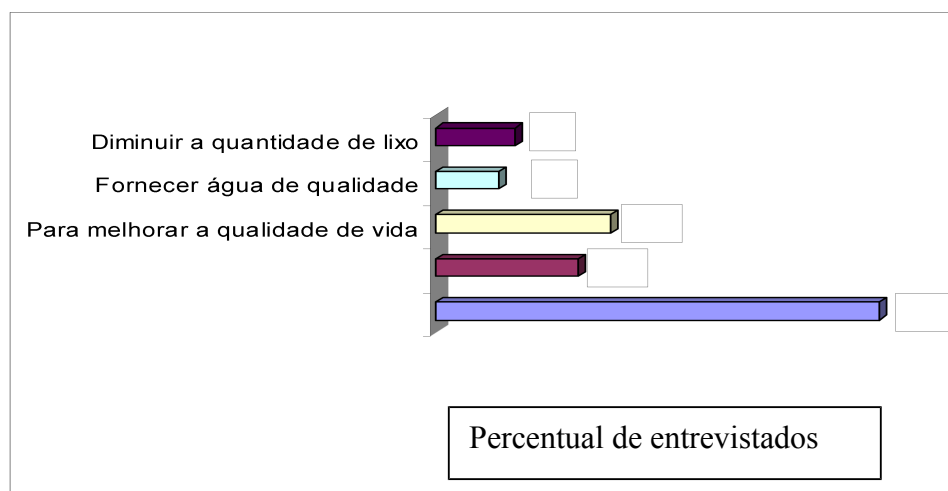 Diminuir a quantidade de lixo
Fornecer água de qualidade
Para melhorar a qualidade de vida
Percentual de entrevistados